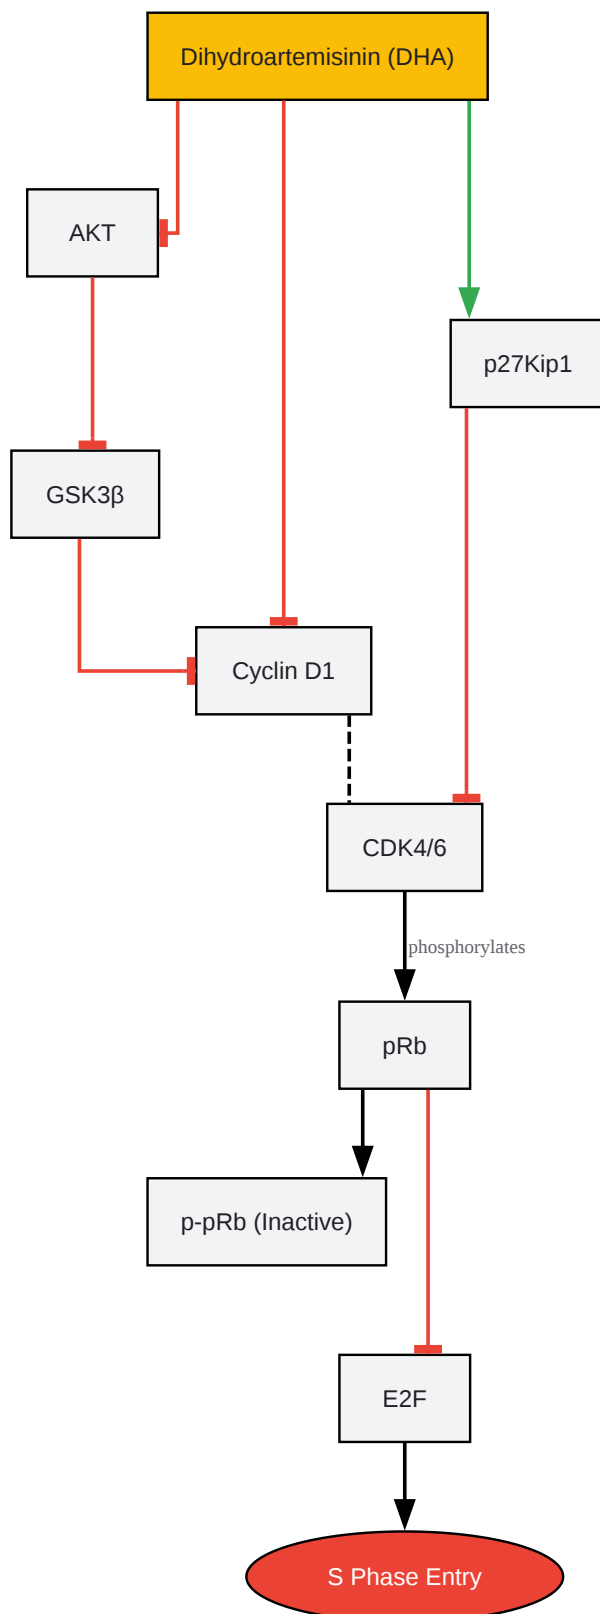 Dihydroartemisinin (DHA)
AKT
p27Kip1
GSK3β
Cyclin D1
CDK4/6
phosphorylates
pRb
p-pRb (Inactive)
E2F
S Phase Entry